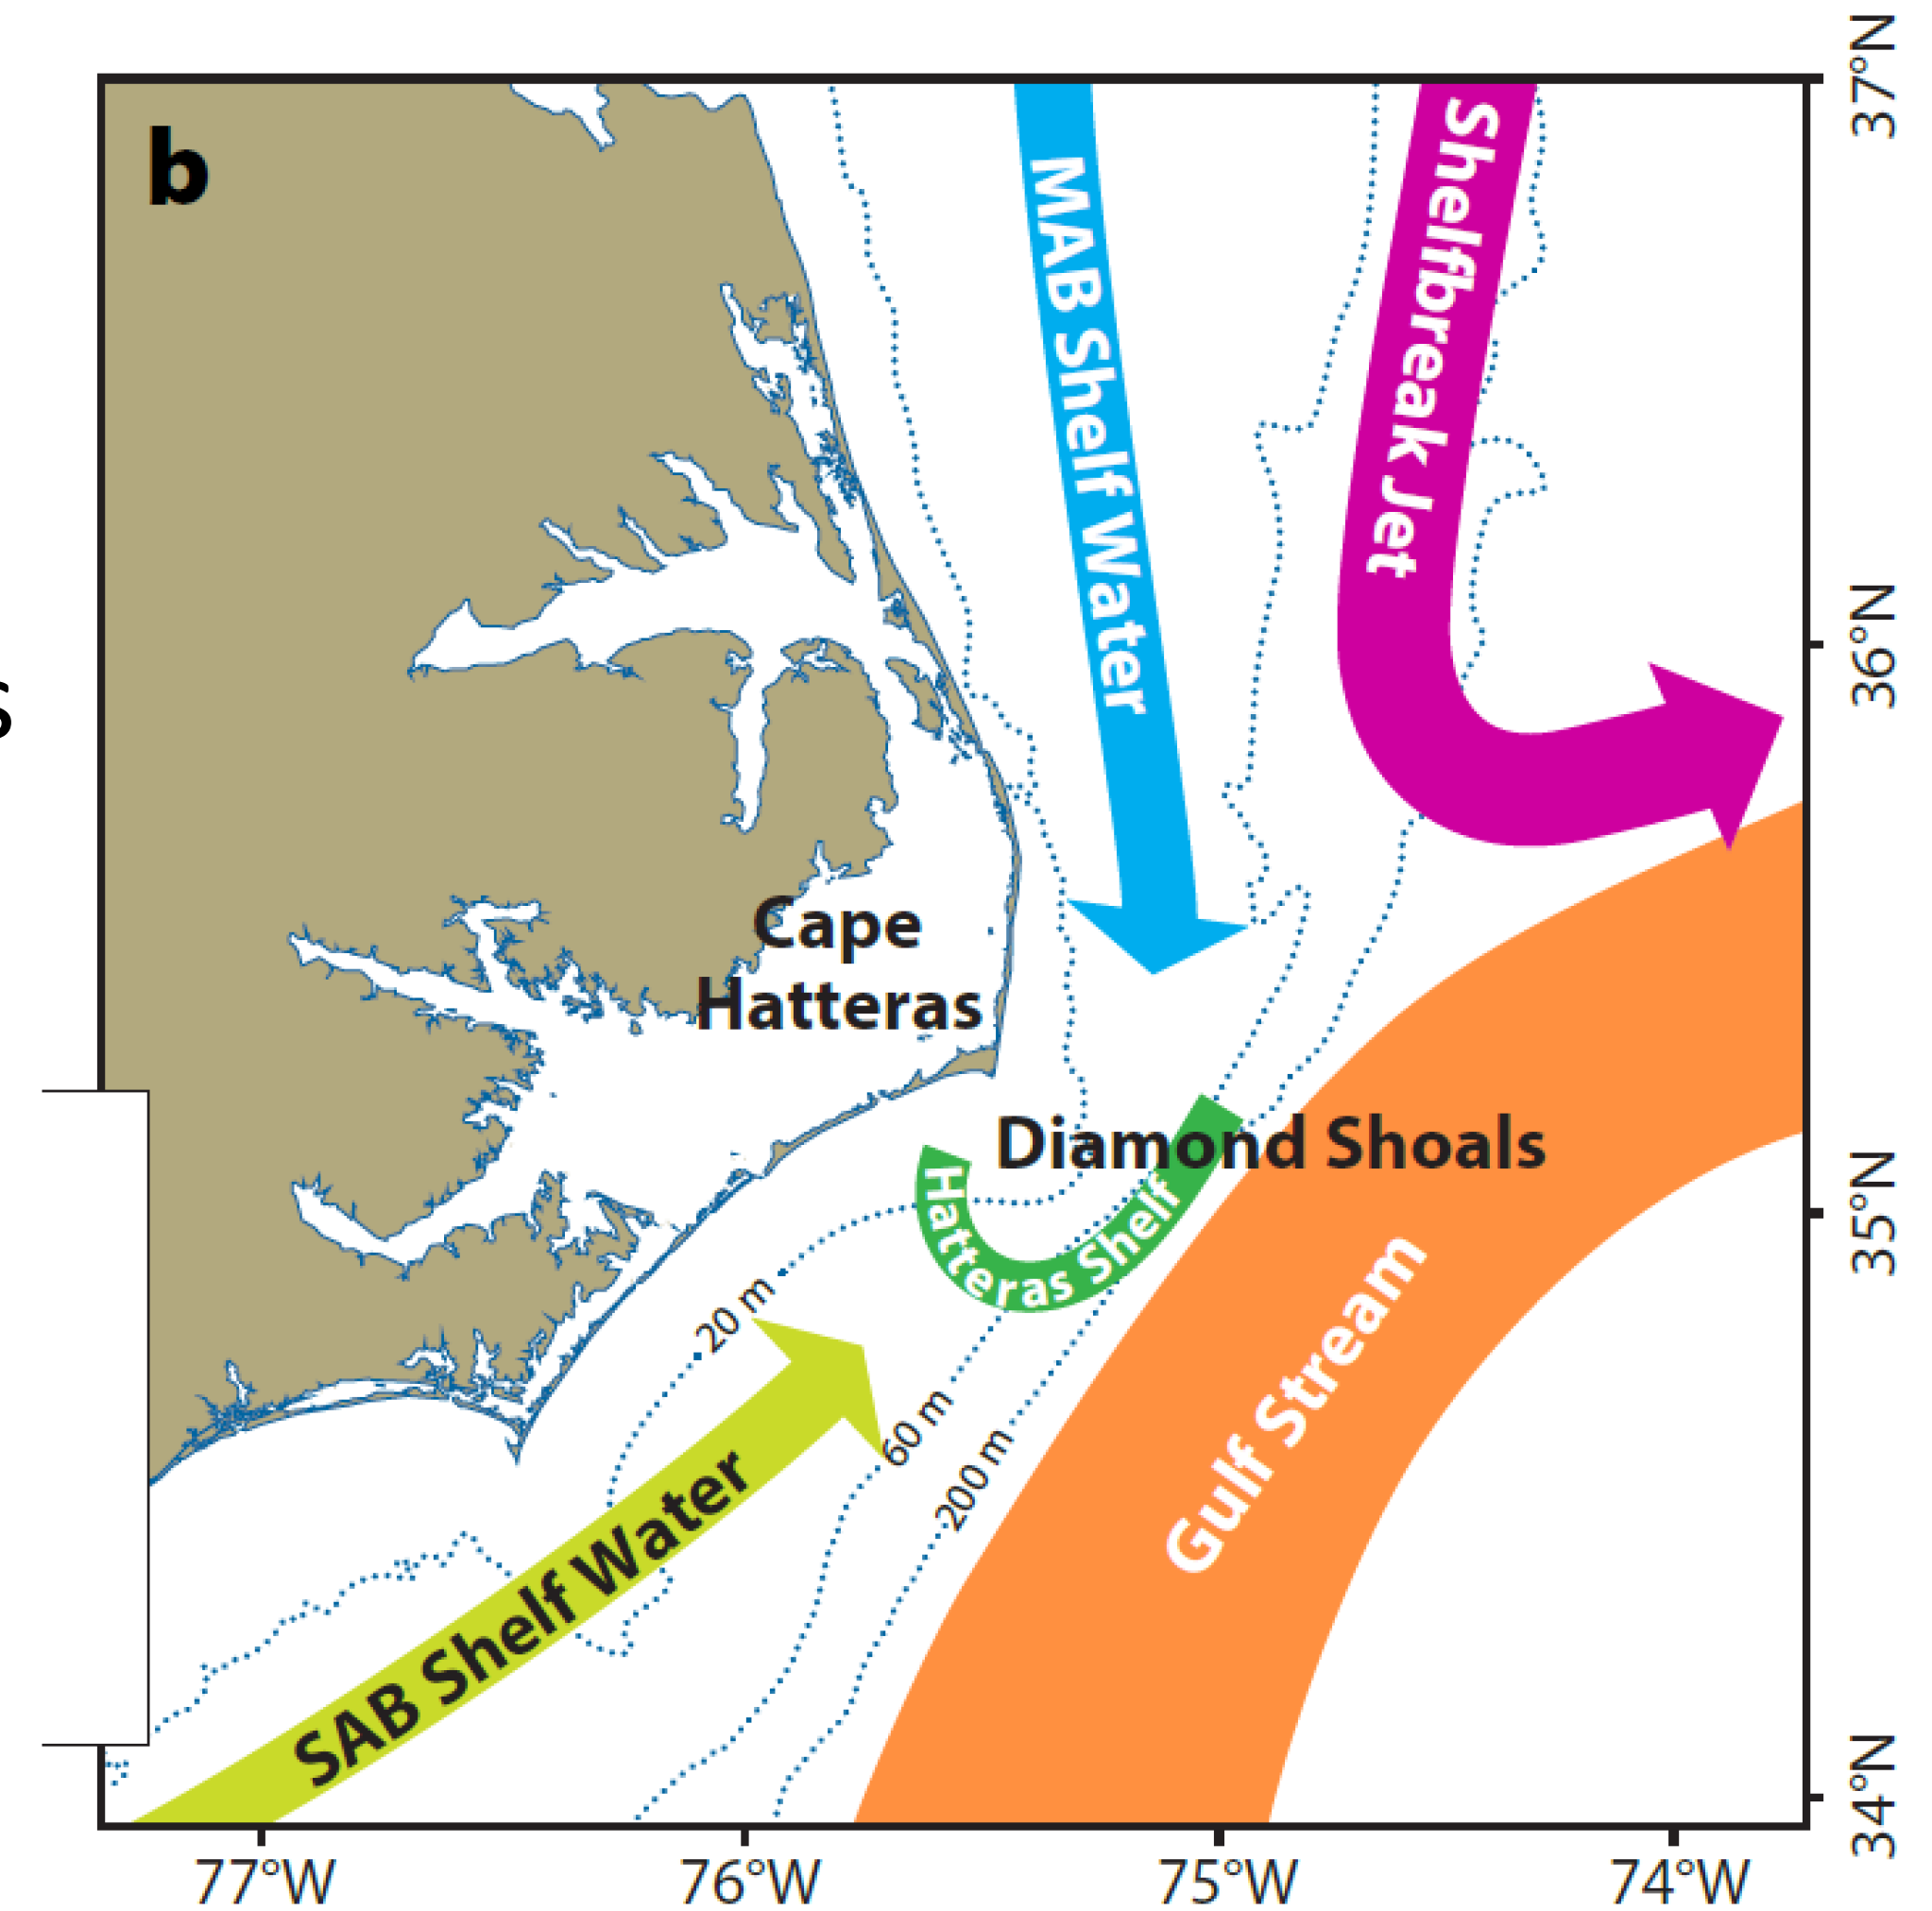 b
37°N
MAB Shelf Water
Shelfbreak Jet
36°N
Cape
Hatteras
Diamond Shoals
Hatteras Shelf
35°N
20 m
60 m
200 m
Gulf Stream
SAB Shelf Water
34°N
77°W
76°W
75°W
74°W